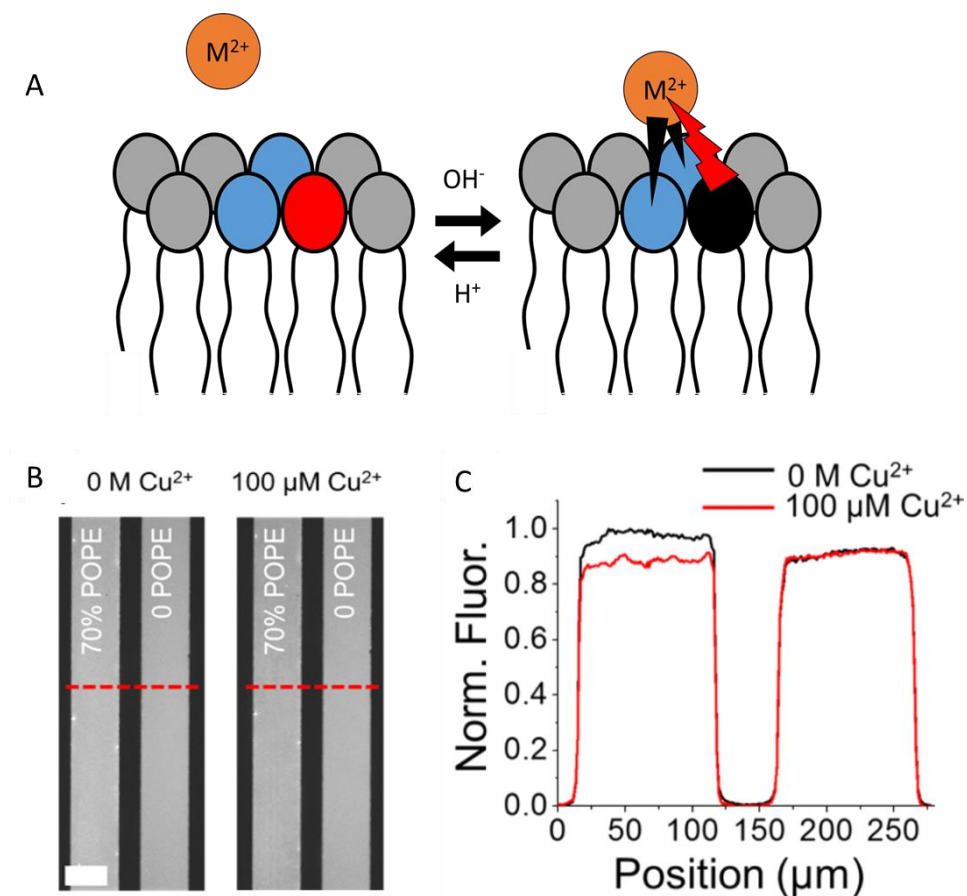 A
M²⁺
M²⁺
OH⁻
H⁺
B
0 M Cu²⁺
100 µM Cu²⁺
70% POPE
0 POPE
70% POPE
0 POPE
C
0 M Cu²⁺
100 µM Cu²⁺
Norm. Fluor.
1.0
0.8
0.6
0.4
0.2
0.0
0 50 100 150 200 250
Position (µm)